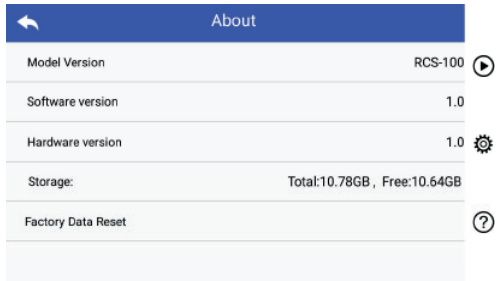 About
Model Version RCS-100
Software version 1.0
Hardware version 1.0
Storage: Total:10.78GB , Free:10.64GB
Factory Data Reset
?